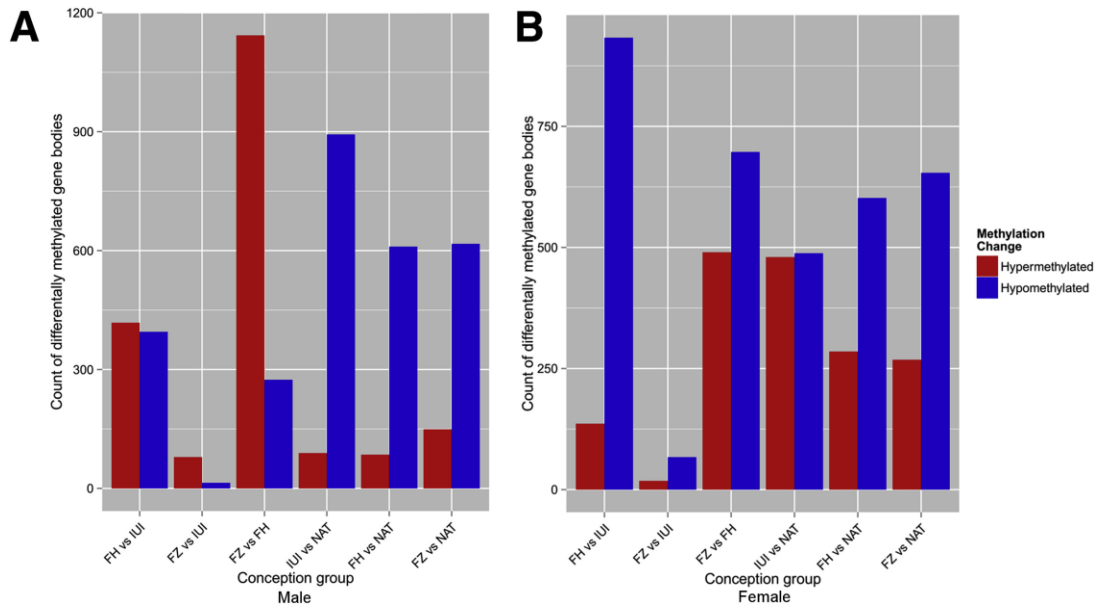 A
Count of differentially methylated gene bodies
1200
900
600
300
0
FH vs IUI
FZ vs IUI
FZ vs FH
IUI vs NAT
FH vs NAT
FZ vs NAT
Conception group
Male
B
Count of differentially methylated gene bodies
750
500
250
0
FH vs IUI
FZ vs IUI
FZ vs FH
IUI vs NAT
FH vs NAT
FZ vs NAT
Conception group
Female
Methylation
Change
Hypermethylated
Hypomethylated